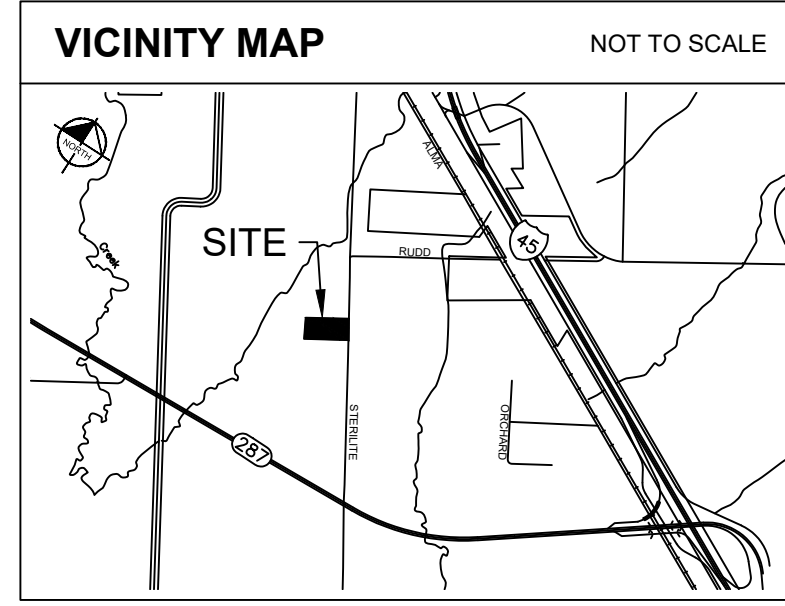 VICINITY MAP
NOT TO SCALE
NORTH
ALMA
Creek
SITE
RUDD
45
STERILITE
ORCHARD
287